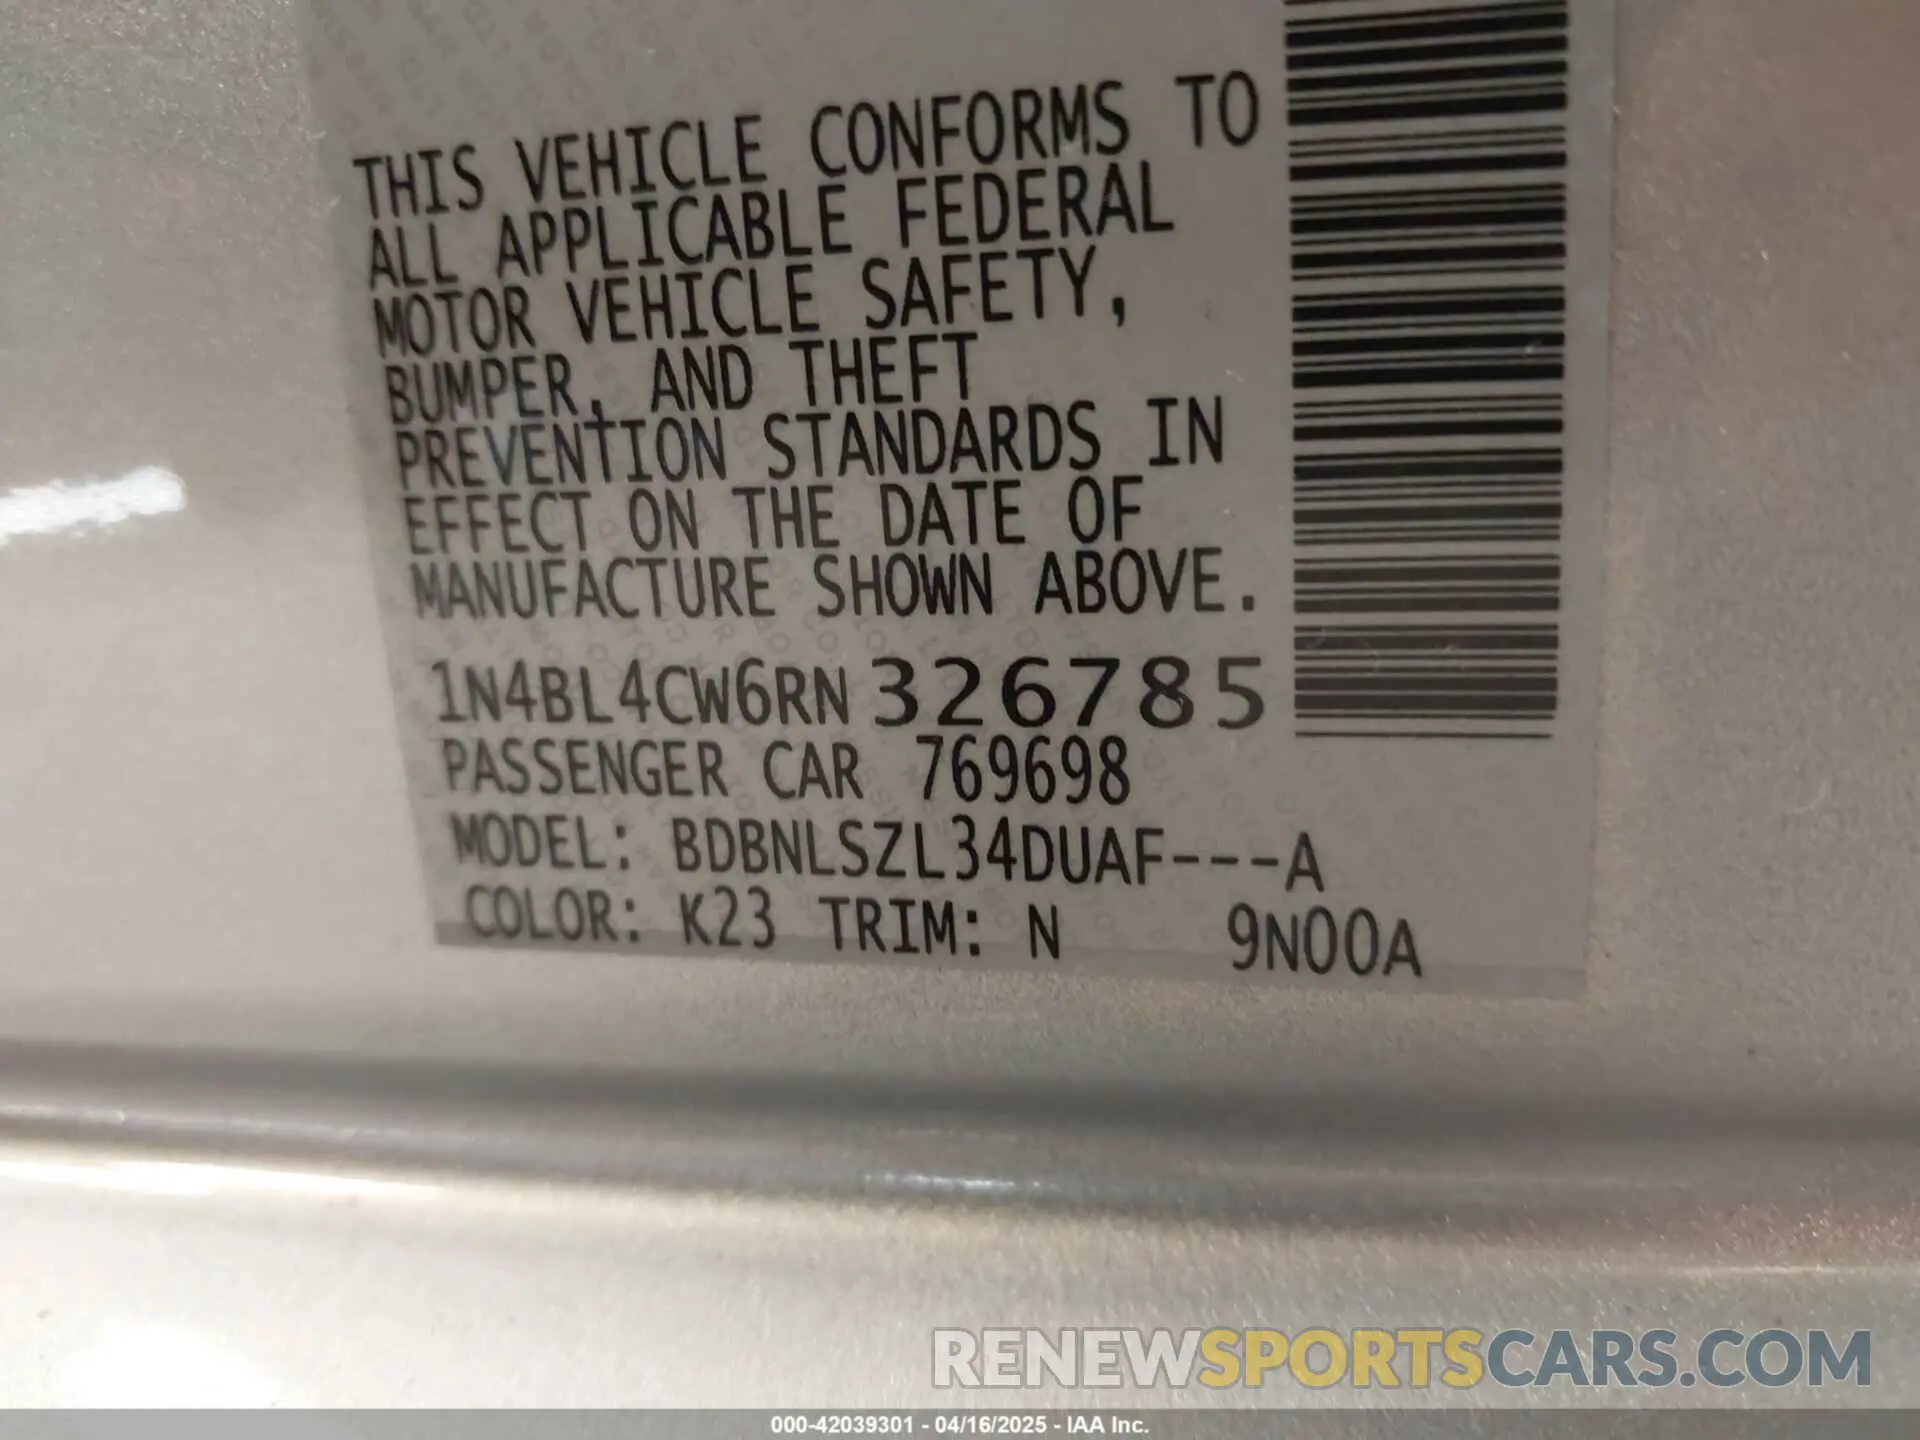 THIS VEHICLE CONFORMS TO
ALL APPLICABLE FEDERAL
MOTOR VEHICLE SAFETY,
BUMPER, AND THEFT
PREVENTION STANDARDS IN
EFFECT ON THE DATE OF
MANUFACTURE SHOWN ABOVE.
1N4BL4CW6RN326785
PASSENGER CAR 769698
MODEL: BDBNLSZL34DUAF---A
COLOR: K23 TRIM: N 9N00A
RENEWSPORTSCARS.COM
000-42039301 - 04/16/2025 - IAA Inc.